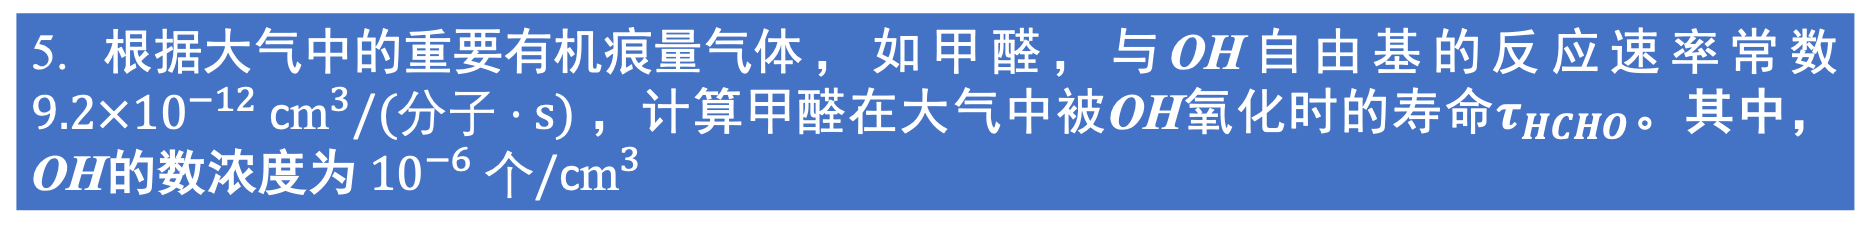 5. 根据大气中的重要有机痕量气体，如甲醛，与OH自由基的反应速率常数
9.2×10⁻¹² cm³/(分子·s)，计算甲醛在大气中被OH氧化时的寿命τ_HCHO。其中，
OH的数浓度为 10⁻⁶ 个/cm³